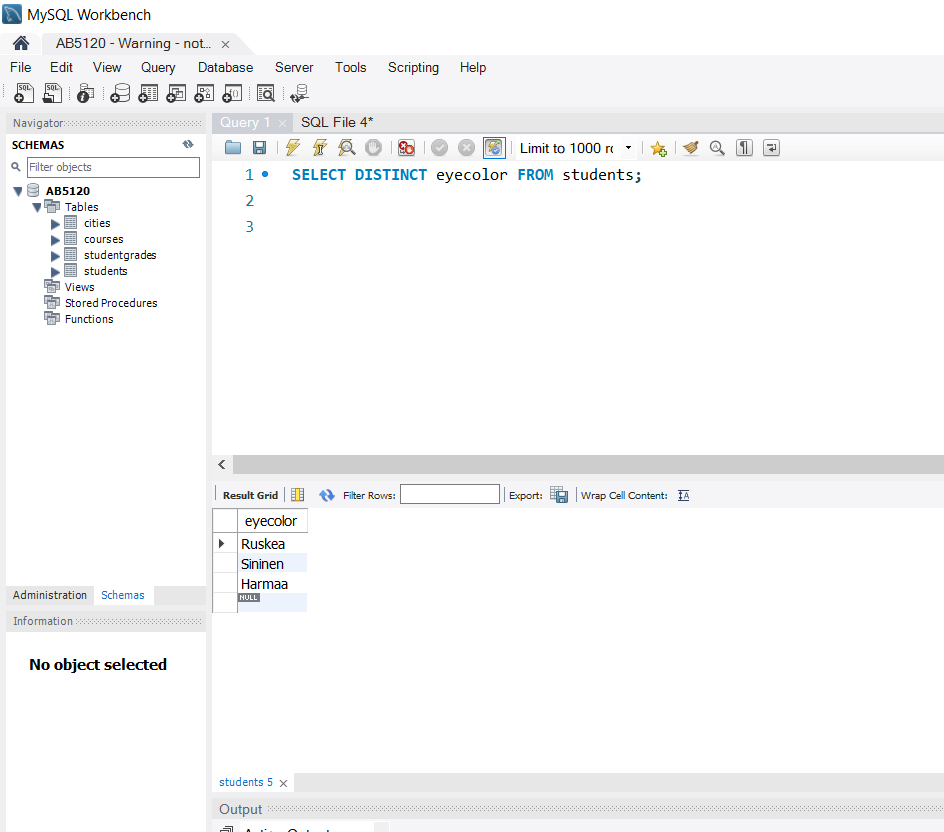 MySQL Workbench
AB5120 - Warning - not...
File Edit View Query Database Server Tools Scripting Help
Navigator
SCHEMAS
Filter objects
AB5120
Tables
cities
courses
studentgrades
students
Views
Stored Procedures
Functions
Administration Schemas
Information
No object selected
Query 1 SQL File 4*
Limit to 1000 rc
1 SELECT DISTINCT eyecolor FROM students;
2
3
Result Grid Filter Rows: Export: Wrap Cell Content:
eyecolor
Ruskea
Sininen
Harmaa
NULL
students 5
Output
Action Output